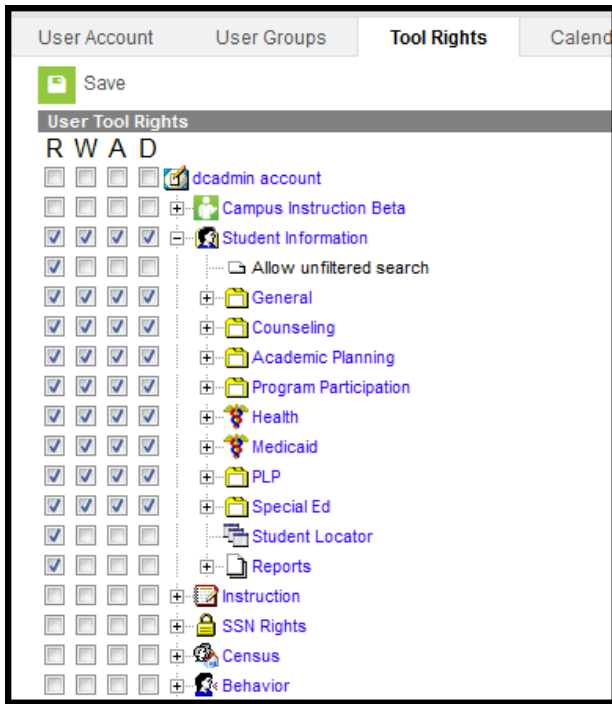 User Account User Groups Tool Rights Calend
Save
User Tool Rights
R W A D
dcadmin account
Campus Instruction Beta
Student Information
Allow unfiltered search
General
Counseling
Academic Planning
Program Participation
Health
Medicaid
PLP
Special Ed
Student Locator
Reports
Instruction
SSN Rights
Census
Behavior